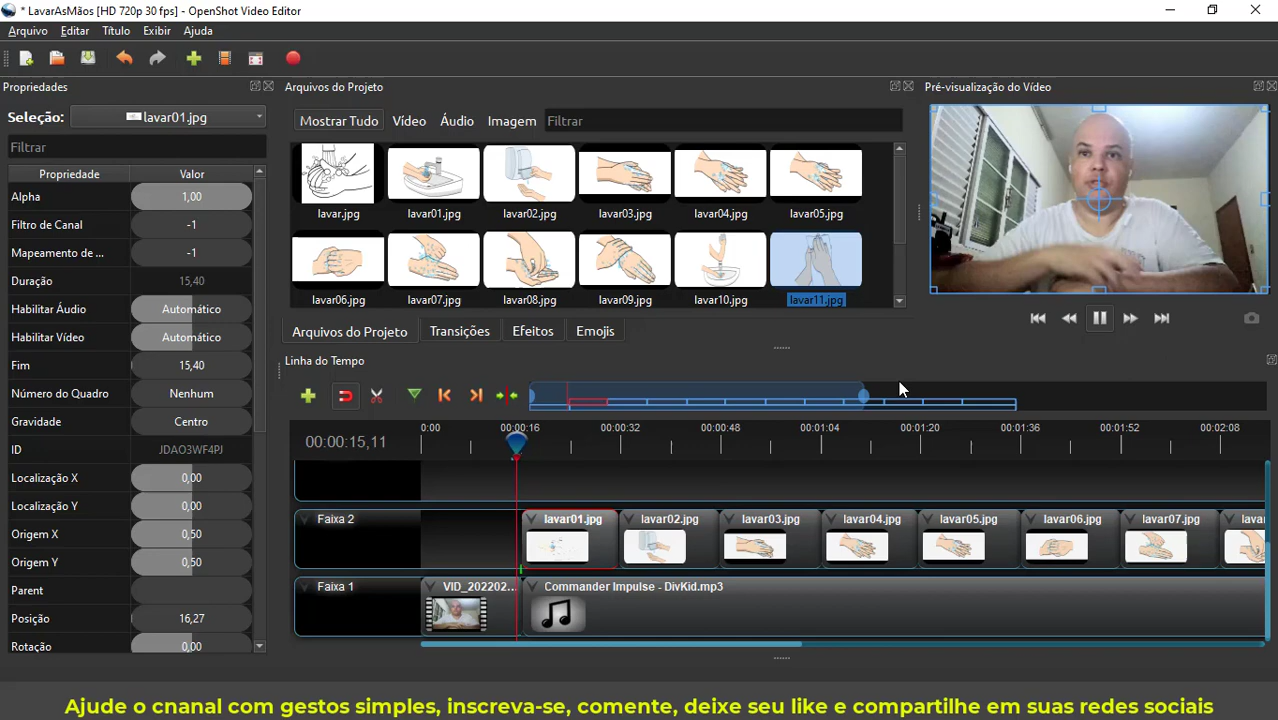 * LavarAsMãos [HD 720p 30 fps] - OpenShot Video Editor
Arquivo Editar Título Exibir Ajuda
Propriedades
Arquivos do Projeto
Pré-visualização do Vídeo
Seleção: lavar01.jpg
Filtrar
Propriedade Valor
Alpha 1,00
Filtro de Canal -1
Mapeamento de ... -1
Duração 15,40
Habilitar Áudio Automático
Habilitar Vídeo Automático
Fim 15,40
Número do Quadro Nenhum
Gravidade Centro
ID JDAO3WF4PJ
Localização X 0,00
Localização Y 0,00
Origem X 0,50
Origem Y 0,50
Parent
Posição 16,27
Rotação 0,00
Mostrar Tudo Vídeo Áudio Imagem Filtrar
lavar.jpg lavar01.jpg lavar02.jpg lavar03.jpg lavar04.jpg lavar05.jpg
lavar06.jpg lavar07.jpg lavar08.jpg lavar09.jpg lavar10.jpg lavar11.jpg
Arquivos do Projeto Transições Efeitos Emojis
Linha do Tempo
00:00:15,11
0:00 00:00:16 00:00:32 00:00:48 00:01:04 00:01:20 00:01:36 00:01:52 00:02:08
Faixa 2 lavar01.jpg lavar02.jpg lavar03.jpg lavar04.jpg lavar05.jpg lavar06.jpg lavar07.jpg lava
Faixa 1 VID_202202... Commander Impulse - DivKid.mp3
Ajude o cnanal com gestos simples, inscreva-se, comente, deixe seu like e compartilhe em suas redes sociais